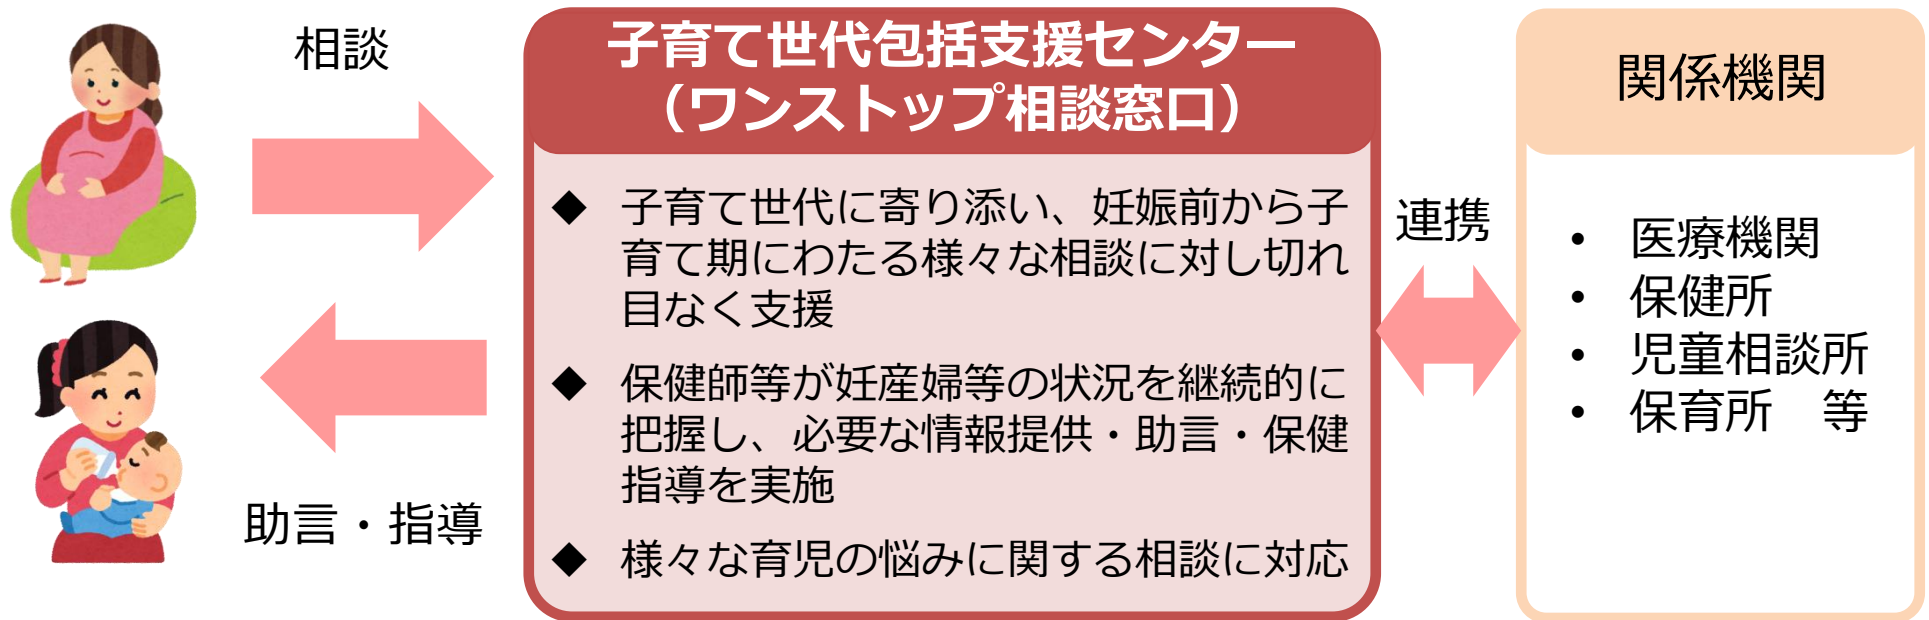 相談
助言・指導
子育て世代包括支援センター
（ワンストップ相談窓口）
◆ 子育て世代に寄り添い、妊娠前から子
育て期にわたる様々な相談に対し切れ
目なく支援
◆ 保健師等が妊産婦等の状況を継続的に
把握し、必要な情報提供・助言・保健
指導を実施
◆ 様々な育児の悩みに関する相談に対応
連携
関係機関
• 医療機関
• 保健所
• 児童相談所
• 保育所　等